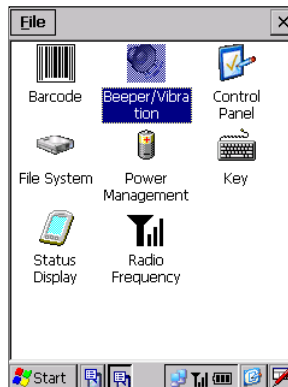 File
Barcode
Beeper/Vibra
tion
Control
Panel
File System
Power
Management
Key
Status
Display
Radio
Frequency
Start